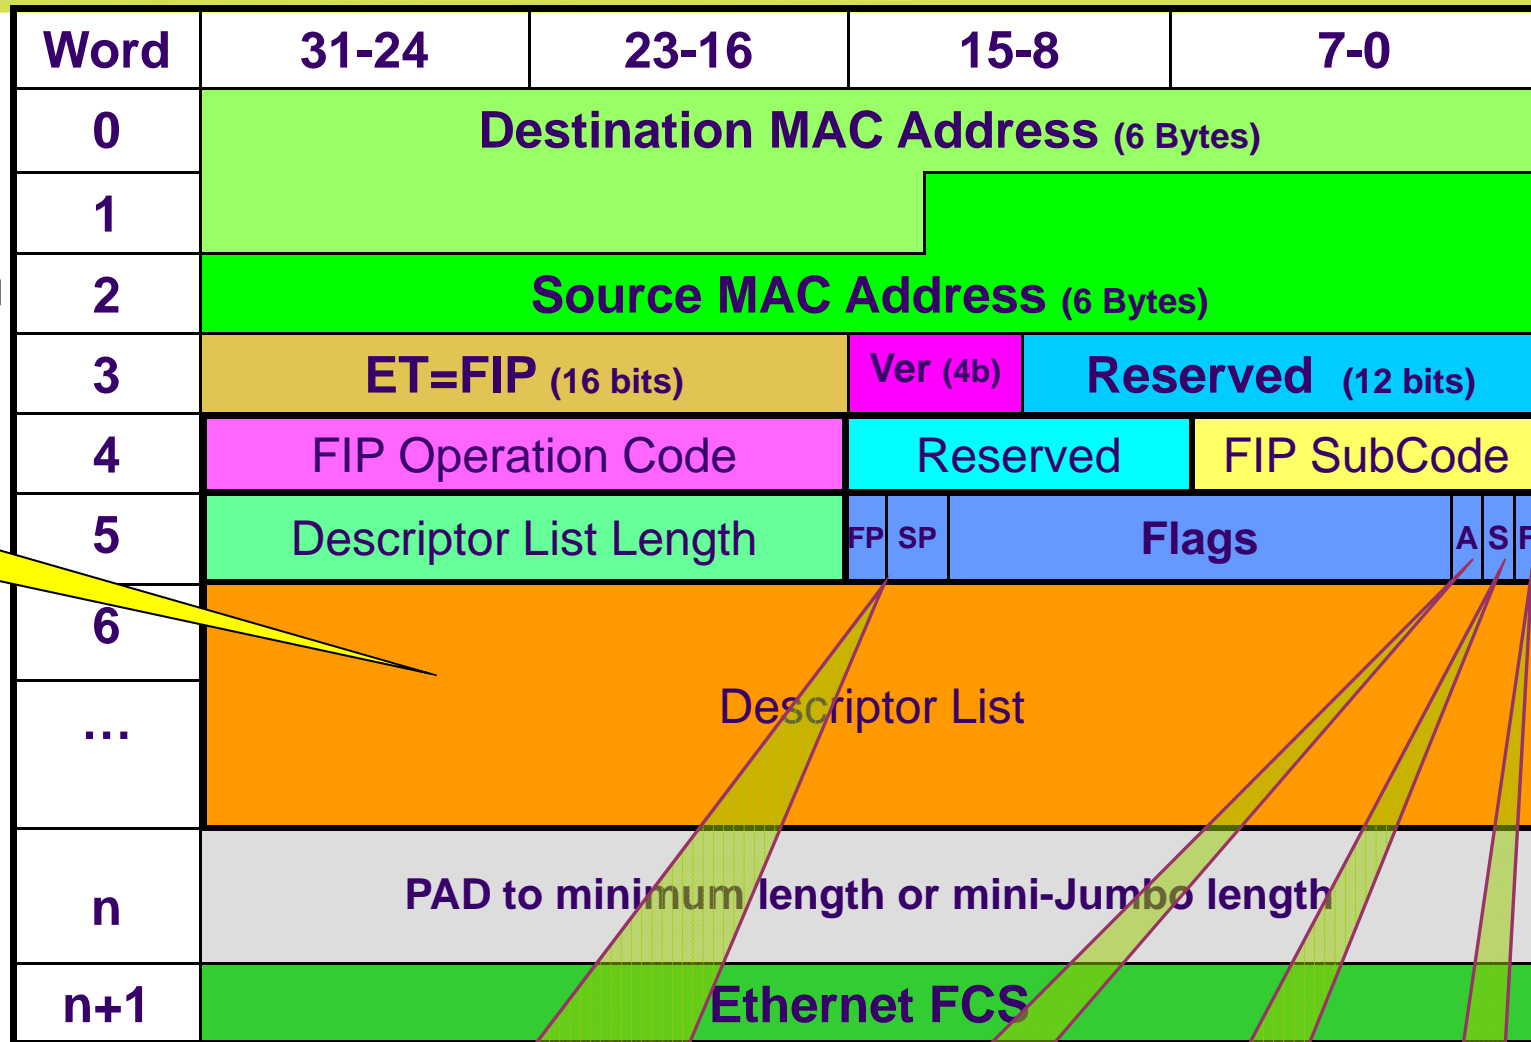 Word 31-24 23-16 15-8 7-0
0 Destination MAC Address (6 Bytes)
1
2 Source MAC Address (6 Bytes)
3 ET=FIP (16 bits) Ver (4b) Reserved (12 bits)
4 FIP Operation Code Reserved FIP SubCode
5 Descriptor List Length FP SP Flags A S F
6
... Descriptor List
n PAD to minimum length or mini-Jumbo length
n+1 Ethernet FCS